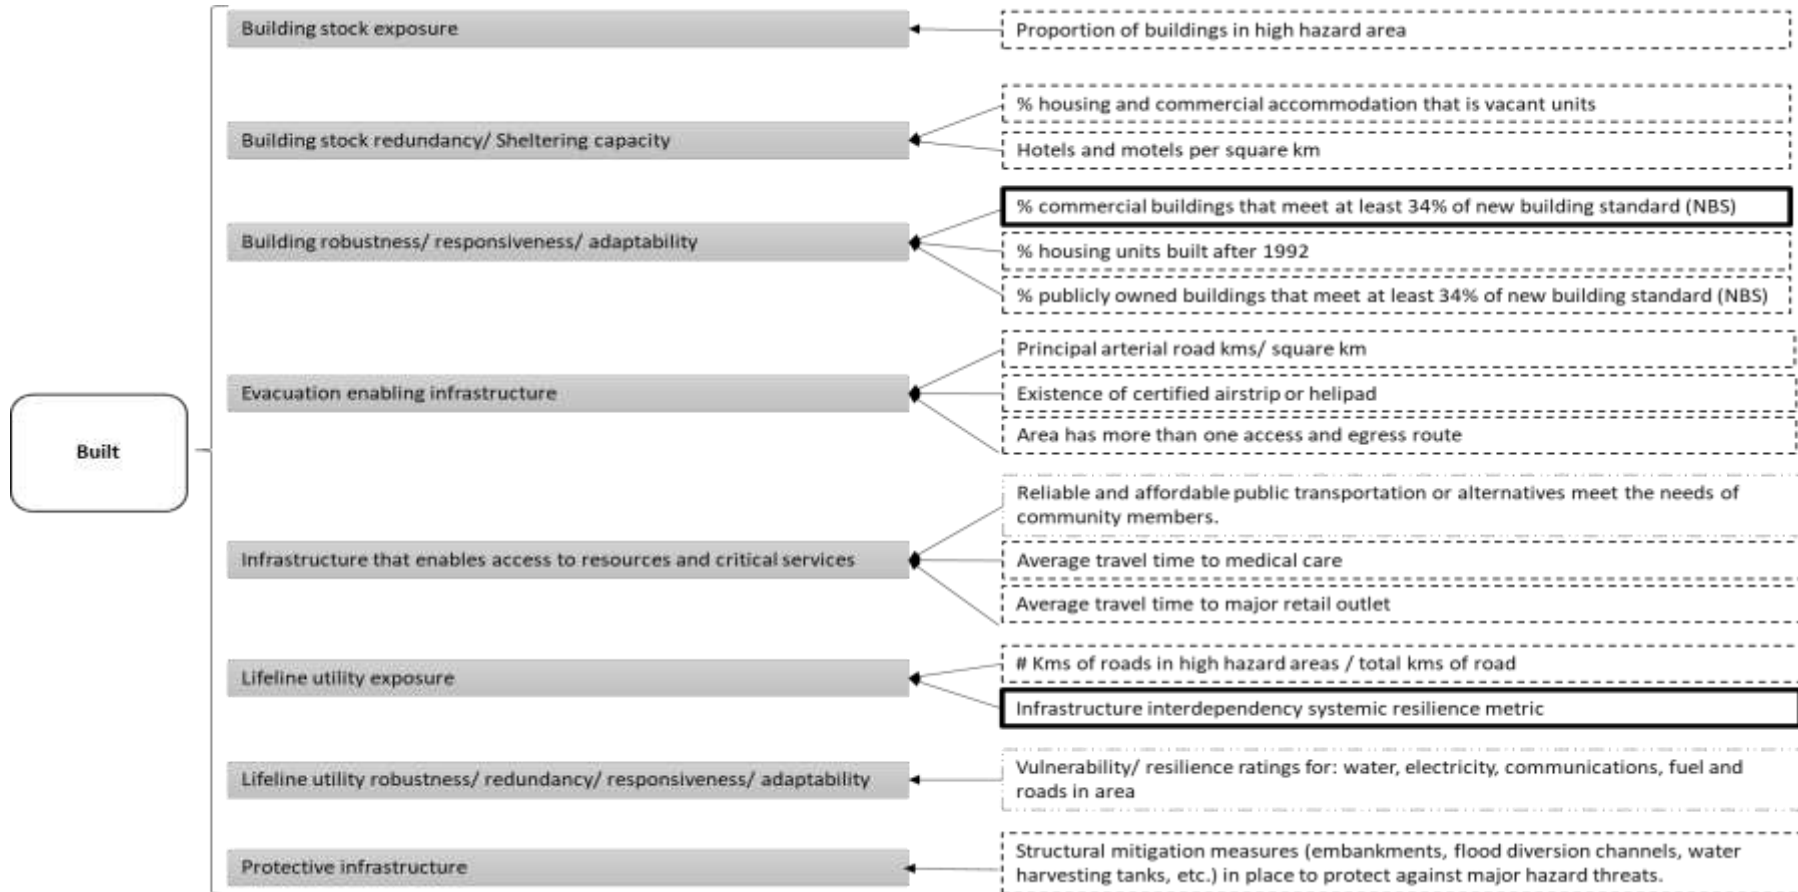 Building stock exposure
Proportion of buildings in high hazard area
% housing and commercial accommodation that is vacant units
Building stock redundancy/ Sheltering capacity
Hotels and motels per square km
% commercial buildings that meet at least 34% of new building standard (NBS)
Building robustness/ responsiveness/ adaptability
% housing units built after 1992
% publicly owned buildings that meet at least 34% of new building standard (NBS)
Principal arterial road kms/ square km
Evacuation enabling infrastructure
Existence of certified airstrip or helipad
Area has more than one access and egress route
Built
Reliable and affordable public transportation or alternatives meet the needs of
community members.
Infrastructure that enables access to resources and critical services
Average travel time to medical care
Average travel time to major retail outlet
# Kms of roads in high hazard areas / total kms of road
Lifeline utility exposure
Infrastructure interdependency systemic resilience metric
Lifeline utility robustness/ redundancy/ responsiveness/ adaptability
Vulnerability/ resilience ratings for: water, electricity, communications, fuel and
roads in area
Protective infrastructure
Structural mitigation measures (embankments, flood diversion channels, water
harvesting tanks, etc.) in place to protect against major hazard threats.